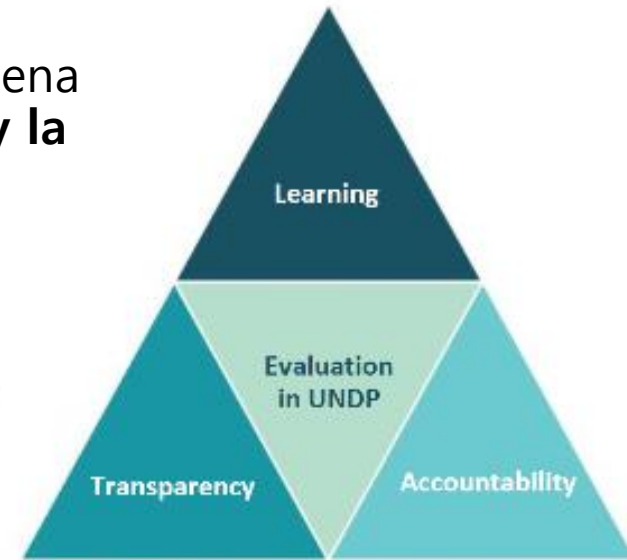 ena
y la
Learning
Evaluation
in UNDP
Transparency
Accountability